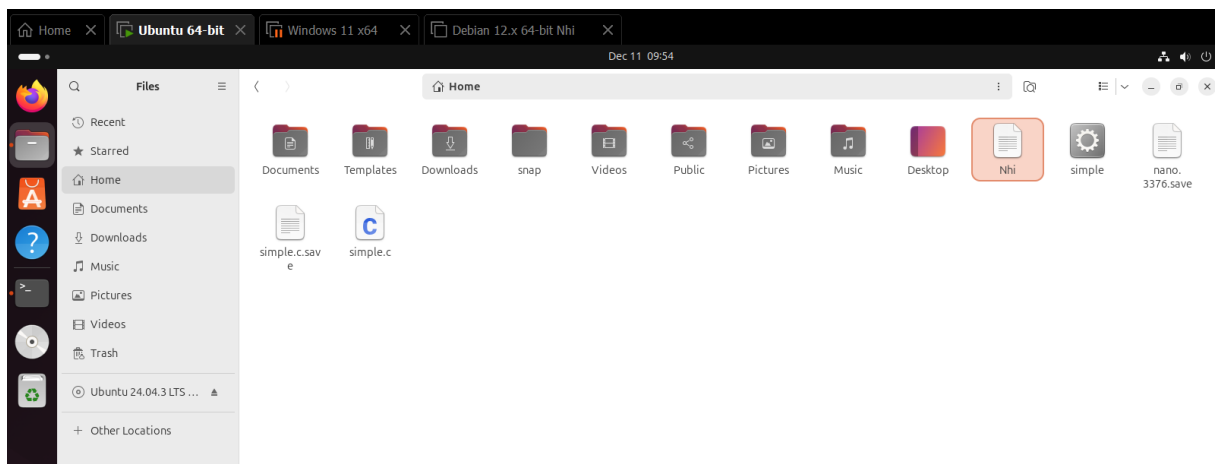 Home
Ubuntu 64-bit
Windows 11 x64
Debian 12.x 64-bit Nhi
Dec 11 09:54
Files
Home
Recent
Starred
Home
Documents
Downloads
Music
Pictures
Videos
Trash
Ubuntu 24.04.3 LTS ...
Other Locations
Documents
Templates
Downloads
snap
Videos
Public
Pictures
Music
Desktop
Nhi
simple
nano.
3376.save
simple.c.sav
e
simple.c